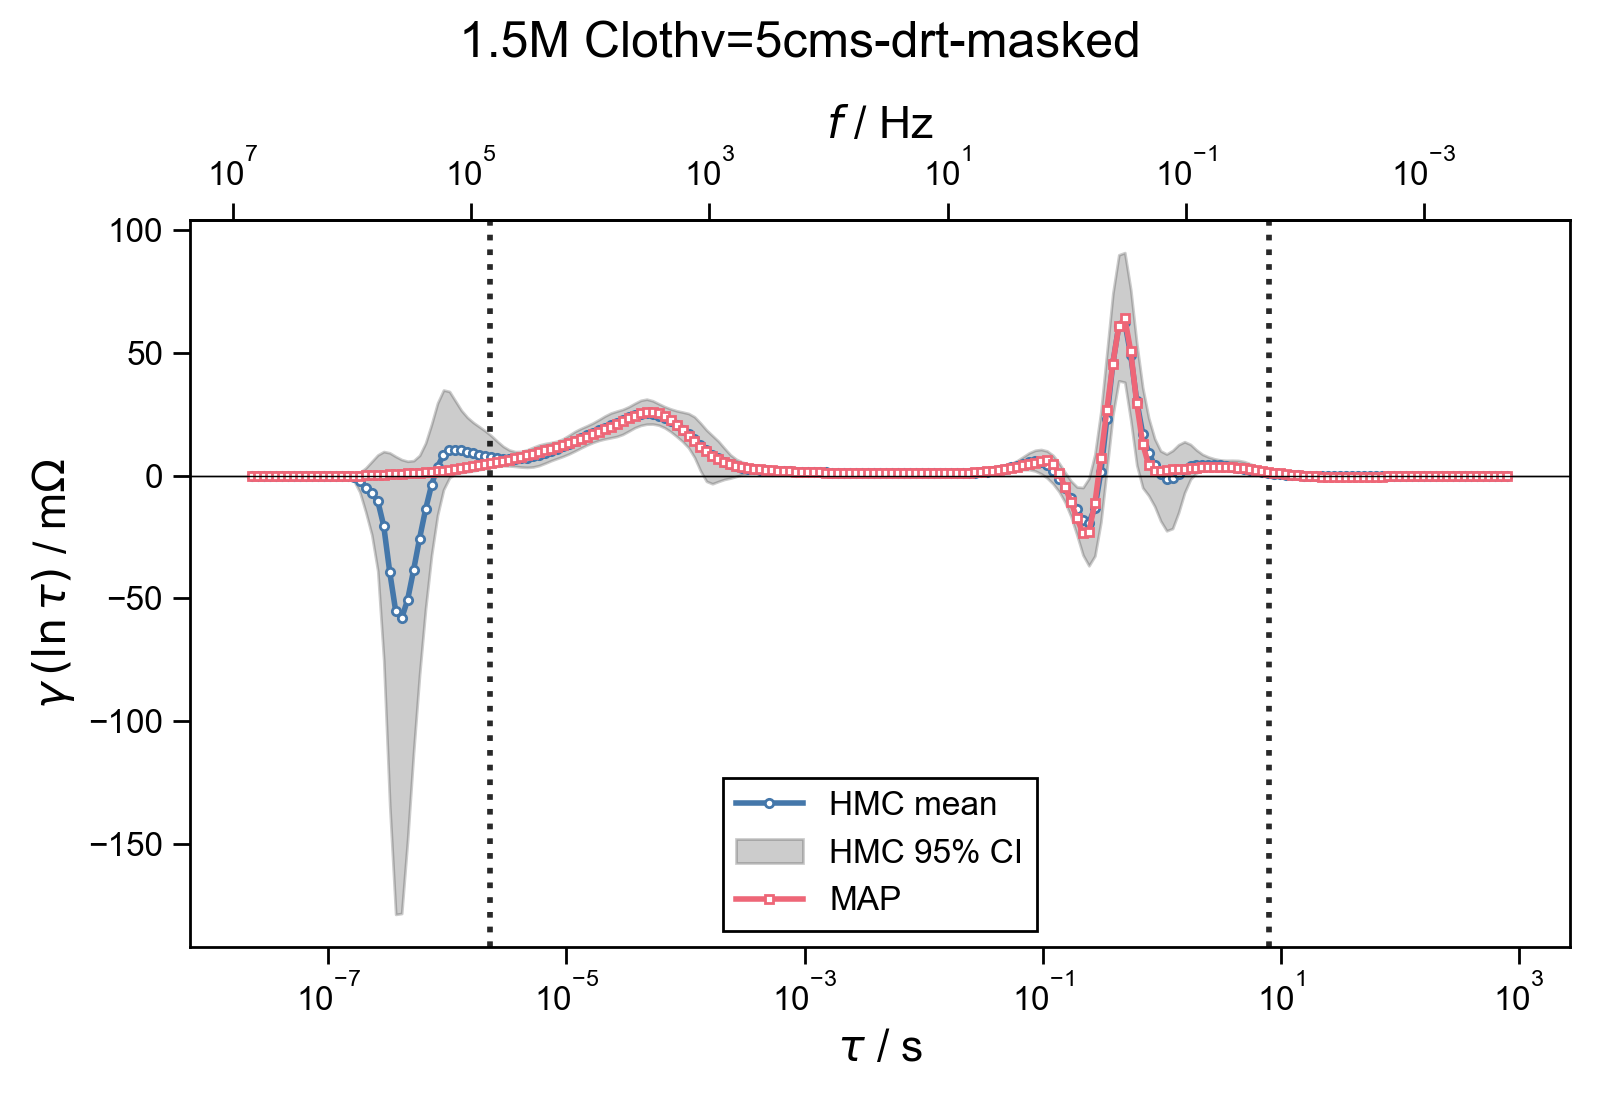 1.5M Clothv=5cms-drt-masked
f / Hz
10^7 10^5 10^3 10^1 10^−1 10^−3
100
50
0
−50
−100
−150
γ (ln τ) / mΩ
HMC mean
HMC 95% CI
MAP
10^−7 10^−5 10^−3 10^−1 10^1 10^3
τ / s